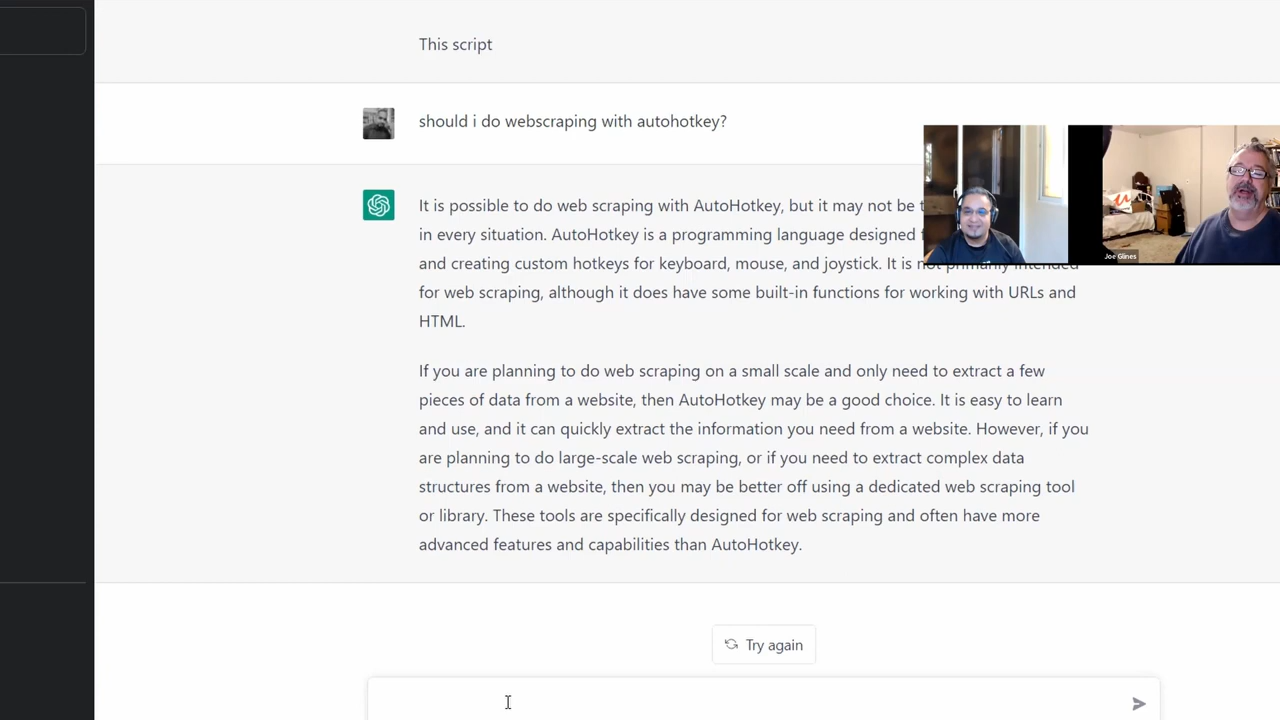 This script
should i do webscraping with autohotkey?
It is possible to do web scraping with AutoHotkey, but it may not be
in every situation. AutoHotkey is a programming language designed
and creating custom hotkeys for keyboard, mouse, and joystick. It is not primarily intended
for web scraping, although it does have some built-in functions for working with URLs and
HTML.
If you are planning to do web scraping on a small scale and only need to extract a few
pieces of data from a website, then AutoHotkey may be a good choice. It is easy to learn
and use, and it can quickly extract the information you need from a website. However, if you
are planning to do large-scale web scraping, or if you need to extract complex data
structures from a website, then you may be better off using a dedicated web scraping tool
or library. These tools are specifically designed for web scraping and often have more
advanced features and capabilities than AutoHotkey.
Joe Glines
Try again